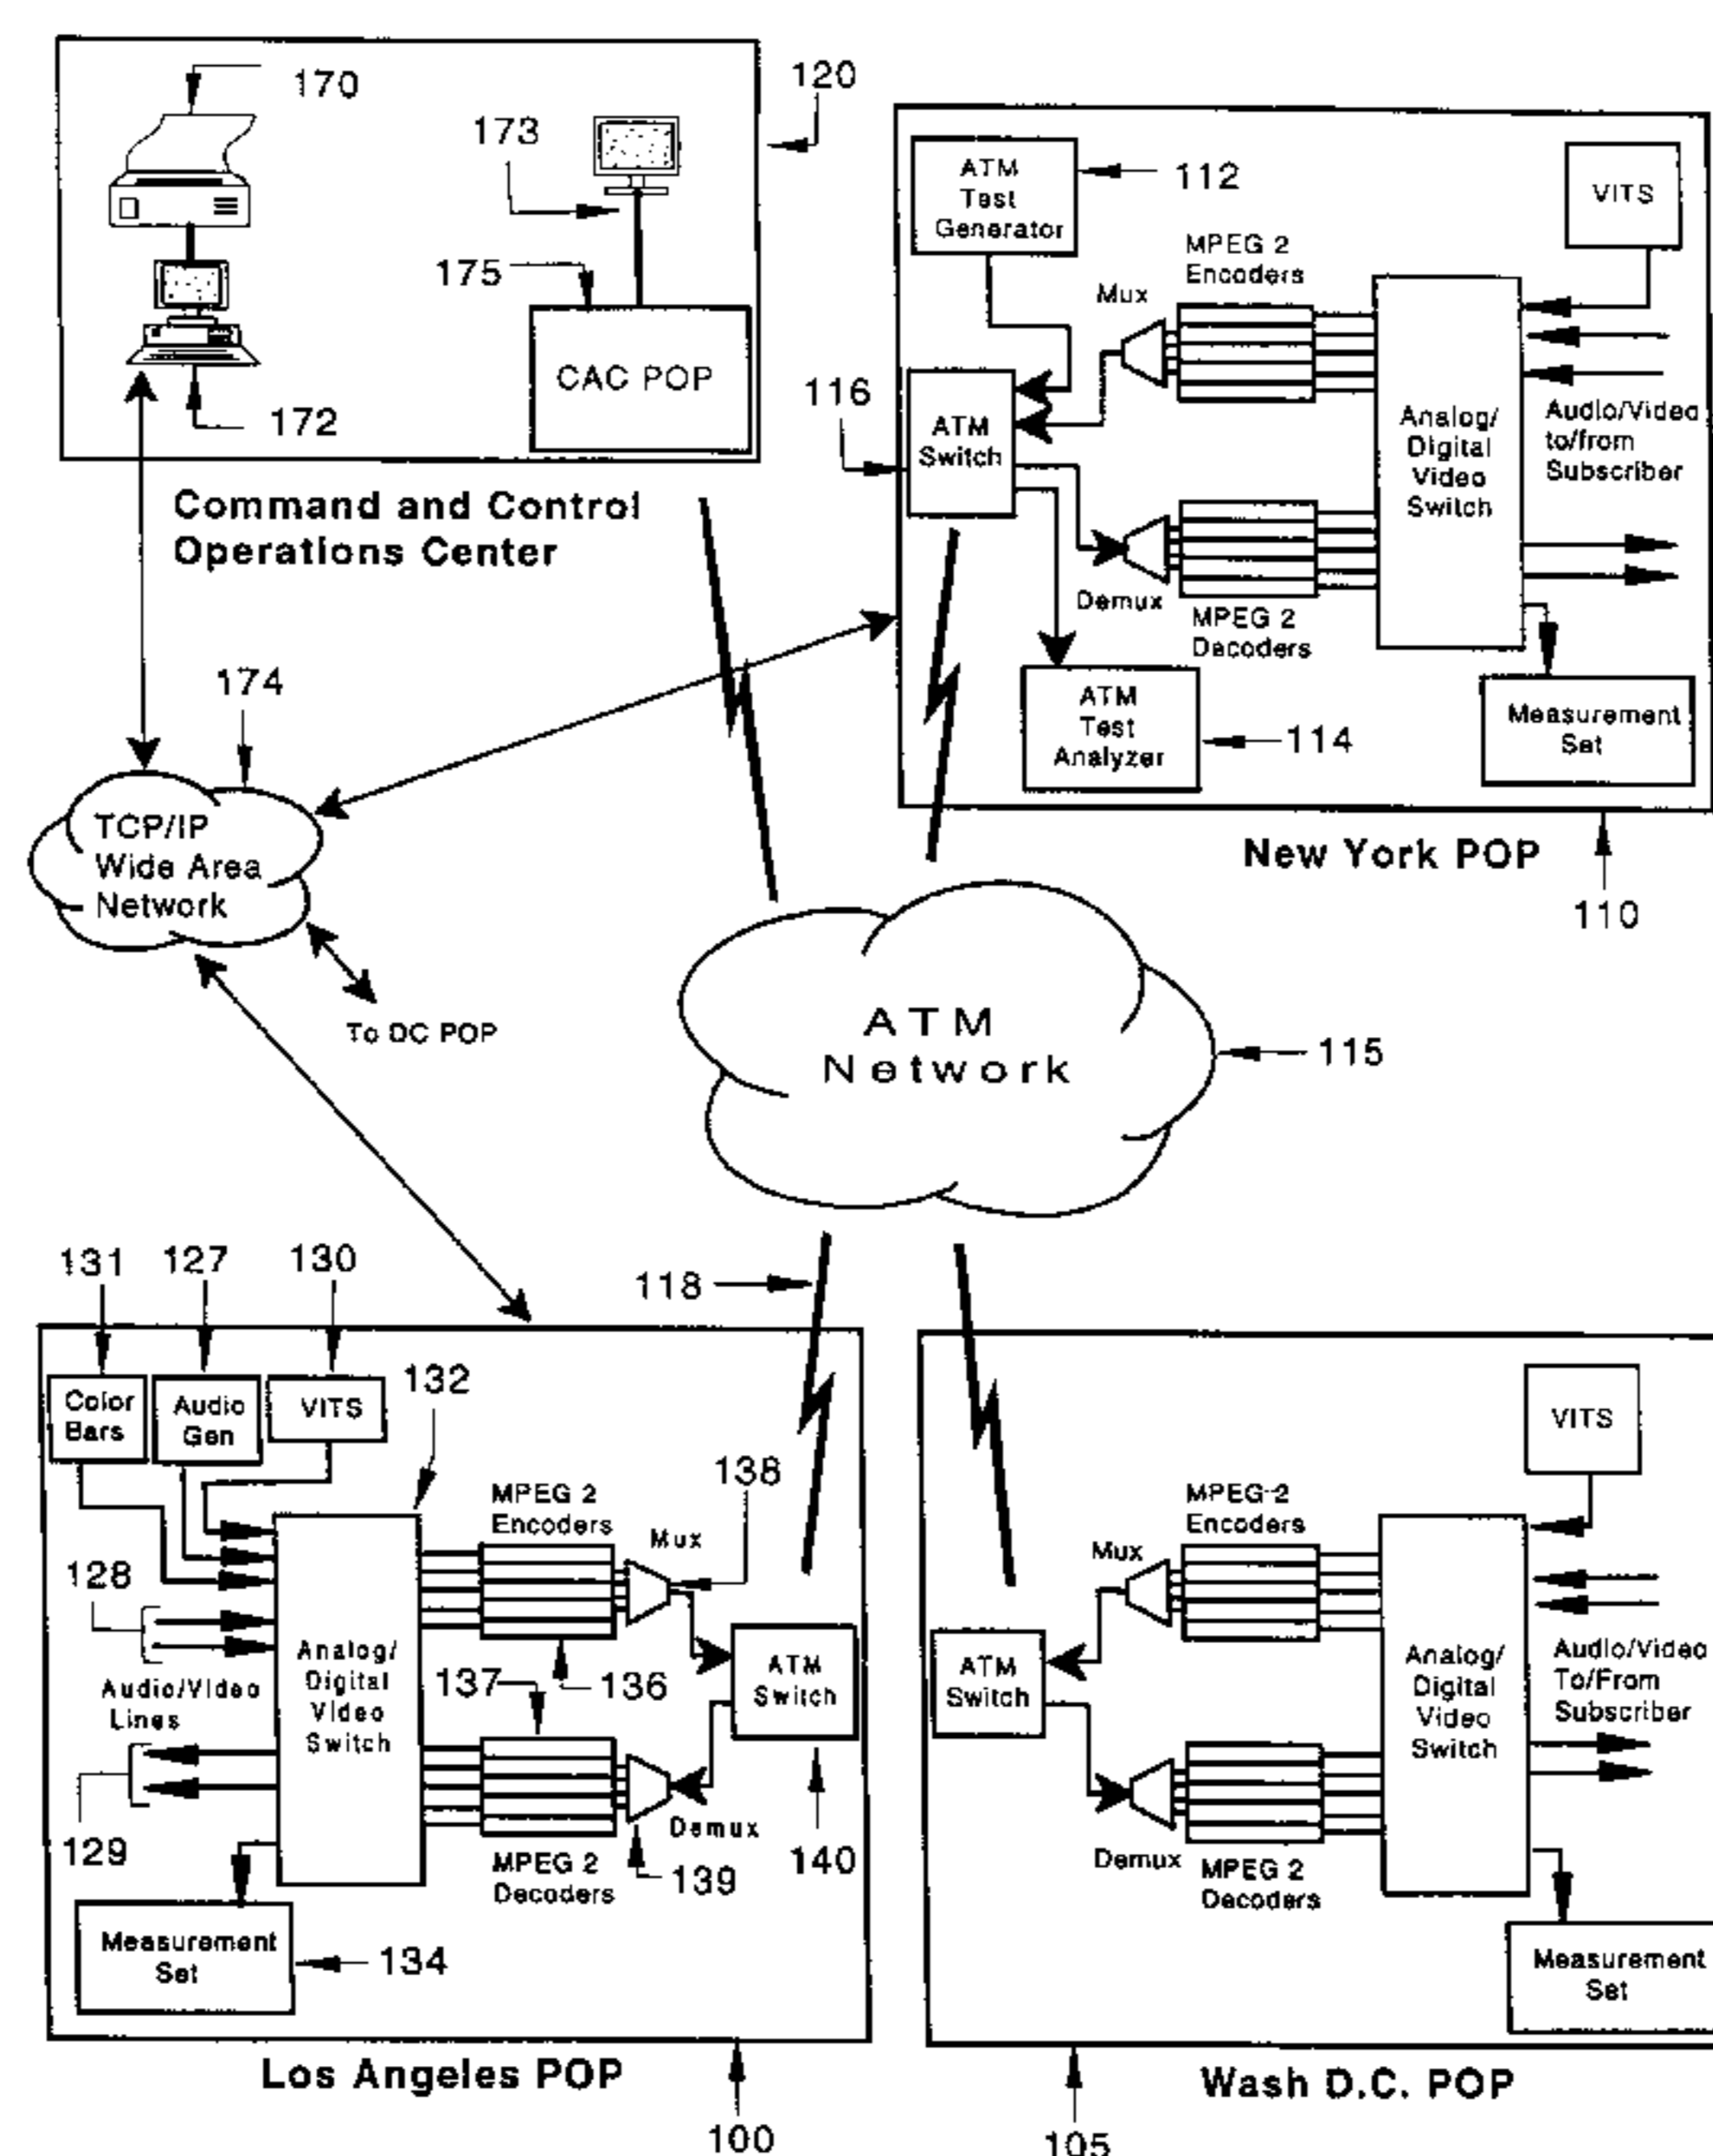 170
120
173
175
CAC POP
172
Command and Control
Operations Center
ATM
Test
Generator
112
VITS
MPEG 2
Encoders
Mux
116
ATM
Switch
Analog/
Digital
Video
Switch
Audio/Video
to/from
Subscriber
Demux
MPEG 2
Decoders
ATM
Test
Analyzer
114
Measurement
Set
New York POP
110
174
TCP/IP
Wide Area
Network
To DC POP
ATM
Network
115
118
131
127
130
132
Color
Bars
Audio
Gen
VITS
138
MPEG 2
Encoders
Mux
128
Audio/Video
Lines
Analog/
Digital
Video
Switch
137
136
ATM
Switch
129
Demux
MPEG 2
Decoders
139
140
Measurement
Set
134
Los Angeles POP
100
VITS
MPEG-2
Encoders
Mux
ATM
Switch
Analog/
Digital
Video
Switch
Audio/Video
To/From
Subscriber
Demux
MPEG 2
Decoders
Measurement
Set
Wash D.C. POP
105